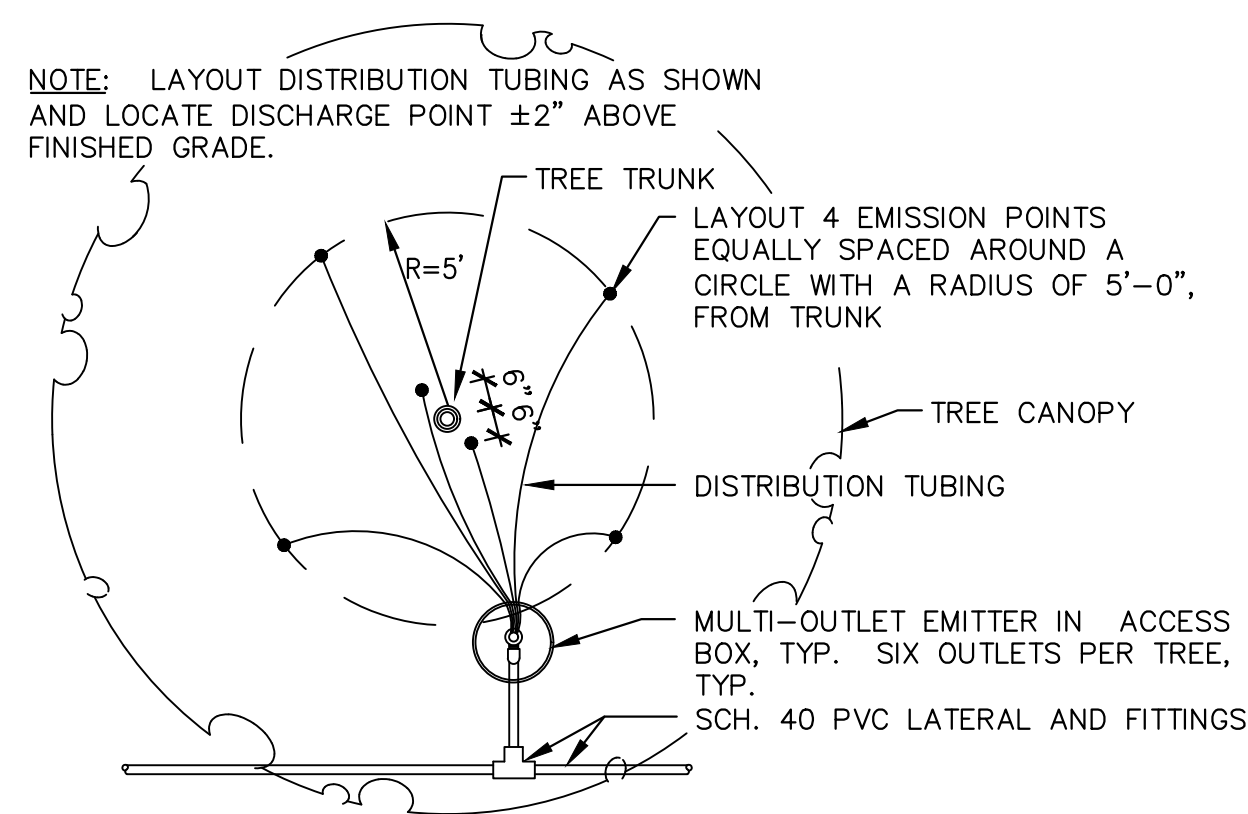 NOTE: LAYOUT DISTRIBUTION TUBING AS SHOWN
AND LOCATE DISCHARGE POINT ±2” ABOVE
FINISHED GRADE.
TREE TRUNK
LAYOUT 4 EMISSION POINTS
EQUALLY SPACED AROUND A
CIRCLE WITH A RADIUS OF 5'-0”,
FROM TRUNK
R=5'
6”
6”
TREE CANOPY
DISTRIBUTION TUBING
MULTI-OUTLET EMITTER IN ACCESS
BOX, TYP. SIX OUTLETS PER TREE,
TYP.
SCH. 40 PVC LATERAL AND FITTINGS